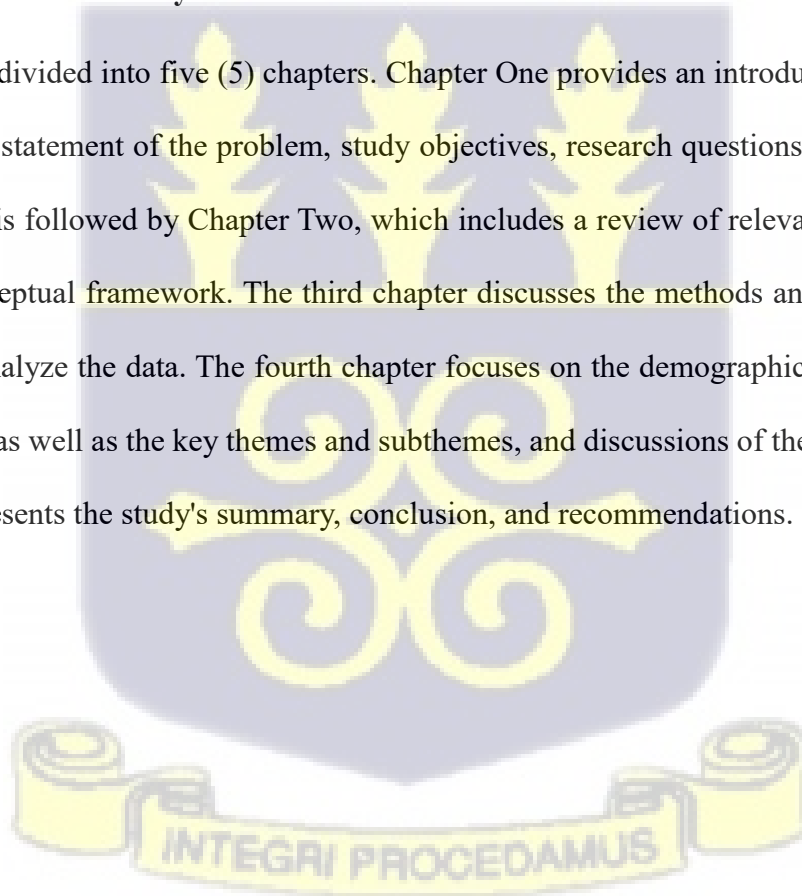 divided into five (5) chapters. Chapter One provides an introdu
statement of the problem, study objectives, research questions
is followed by Chapter Two, which includes a review of releva
eptual framework. The third chapter discusses the methods an
alyze the data. The fourth chapter focuses on the demographic
as well as the key themes and subthemes, and discussions of the
esents the study's summary, conclusion, and recommendations.
INTEGRI PROCEDAMUS